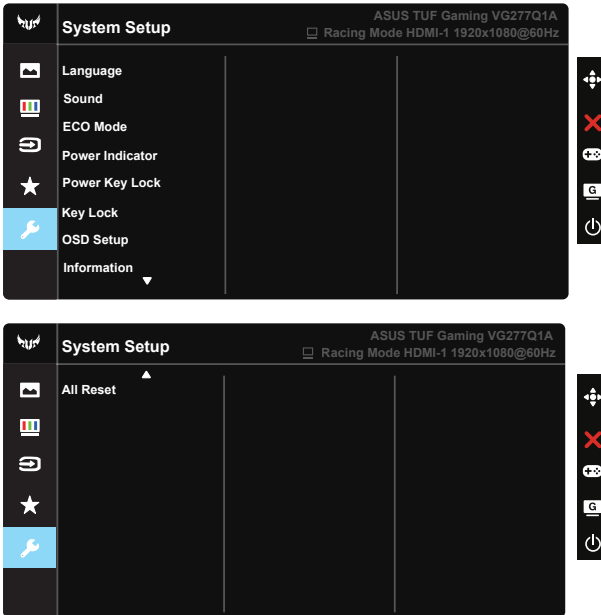 System Setup
ASUS TUF Gaming VG277Q1A
Racing Mode HDMI-1 1920x1080@60Hz
Language
Sound
ECO Mode
Power Indicator
Power Key Lock
Key Lock
OSD Setup
Information
G
System Setup
ASUS TUF Gaming VG277Q1A
Racing Mode HDMI-1 1920x1080@60Hz
All Reset
G